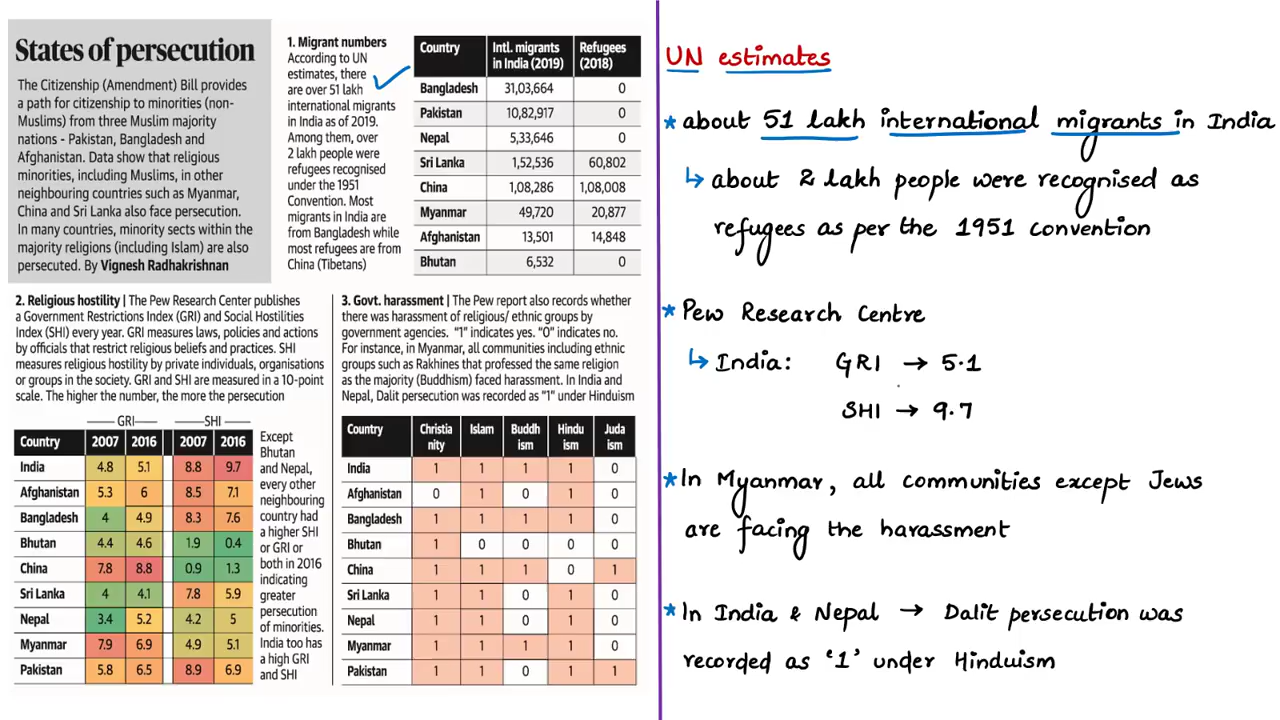 States of persecution
The Citizenship (Amendment) Bill provides
a path for citizenship to minorities (non-
Muslims) from three Muslim majority
nations - Pakistan, Bangladesh and
Afghanistan. Data show that religious
minorities, including Muslims, in other
neighbouring countries such as Myanmar,
China and Sri Lanka also face persecution.
In many countries, minority sects within the
majority religions (including Islam) are also
persecuted. By Vignesh Radhakrishnan
1. Migrant numbers
According to UN
estimates, there
are over 51 lakh
international migrants
in India as of 2019.
Among them, over
2 lakh people were
refugees recognised
under the 1951
Convention. Most
migrants in India are
from Bangladesh while
most refugees are from
China (Tibetans)
Country Intl. migrants in India (2019) Refugees (2018)
Bangladesh 31,03,664 0
Pakistan 10,82,917 0
Nepal 5,33,646 0
Sri Lanka 1,52,536 60,802
China 1,08,286 1,08,008
Myanmar 49,720 20,877
Afghanistan 13,501 14,848
Bhutan 6,532 0
2. Religious hostility | The Pew Research Center publishes
a Government Restrictions Index (GRI) and Social Hostilities
Index (SHI) every year. GRI measures laws, policies and actions
by officials that restrict religious beliefs and practices. SHI
measures religious hostility by private individuals, organisations
or groups in the society. GRI and SHI are measured in a 10-point
scale. The higher the number, the more the persecution
GRI SHI
Country 2007 2016 2007 2016
India 4.8 5.1 8.8 9.7
Afghanistan 5.3 6 8.5 7.1
Bangladesh 4 4.9 8.3 7.6
Bhutan 4.4 4.6 1.9 0.4
China 7.8 8.8 0.9 1.3
Sri Lanka 4 4.1 7.8 5.9
Nepal 3.4 5.2 4.2 5
Myanmar 7.9 6.9 4.9 5.1
Pakistan 5.8 6.5 8.9 6.9
Except
Bhutan
and Nepal,
every other
neighbouring
country had
a higher SHI
or GRI or
both in 2016
indicating
greater
persecution
of minorities.
India too has
a high GRI
and SHI
3. Govt. harassment | The Pew report also records whether
there was harassment of religious/ ethnic groups by
government agencies. "1" indicates yes. "0" indicates no.
For instance, in Myanmar, all communities including ethnic
groups such as Rakhines that professed the same religion
as the majority (Buddhism) faced harassment. In India and
Nepal, Dalit persecution was recorded as "1" under Hinduism
Country Christia nity Islam Buddh ism Hindu ism Juda ism
India 1 1 1 1 0
Afghanistan 0 1 0 1 0
Bangladesh 1 1 1 1 0
Bhutan 1 0 0 0 0
China 1 1 1 0 1
Sri Lanka 1 1 0 1 0
Nepal 1 1 0 1 0
Myanmar 1 1 1 1 0
Pakistan 1 1 0 1 1
UN estimates
* about 51 lakh international migrants in India
↳ about 2 lakh people were recognised as
refugees as per the 1951 convention
* Pew Research Centre
↳ India: GRI → 5.1
SHI → 9.7
* In Myanmar, all communities except Jews
are facing the harassment
* In India & Nepal → Dalit persecution was
recorded as '1' under Hinduism